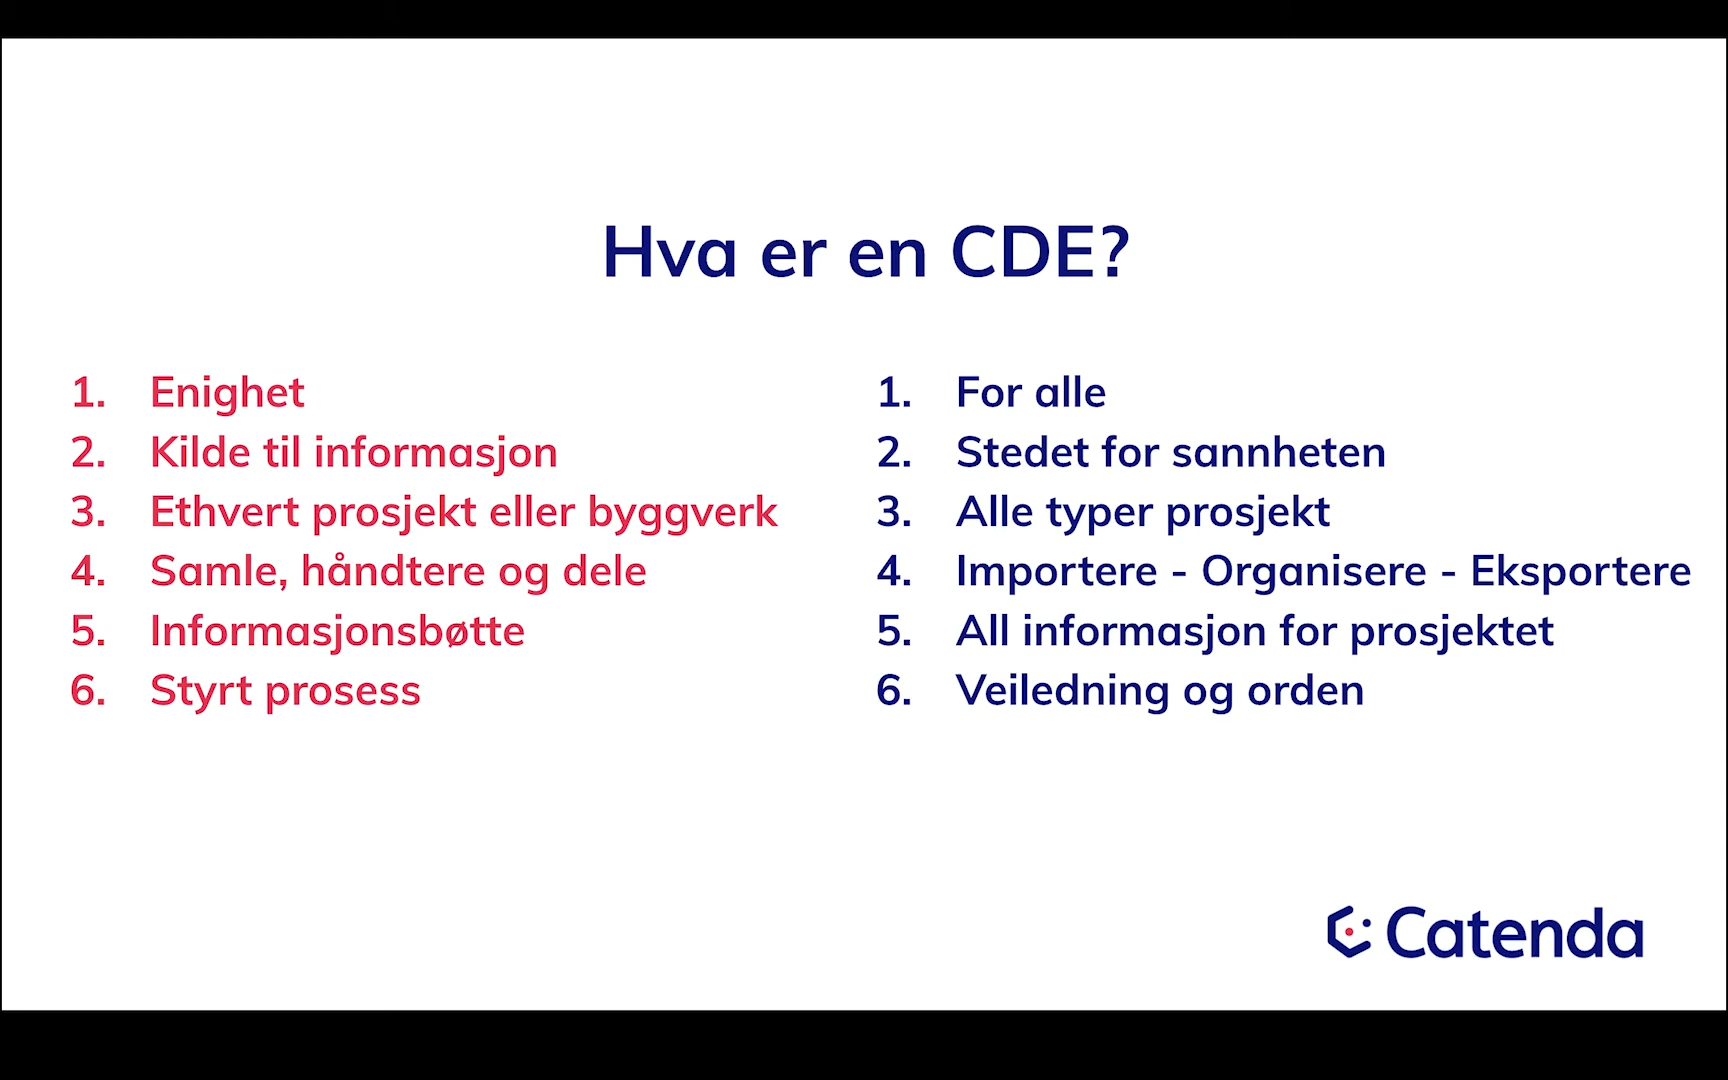 Hva er en CDE?
1. Enighet
2. Kilde til informasjon
3. Ethvert prosjekt eller byggverk
4. Samle, håndtere og dele
5. Informasjonsbøtte
6. Styrt prosess
1. For alle
2. Stedet for sannheten
3. Alle typer prosjekt
4. Importere - Organisere - Eksportere
5. All informasjon for prosjektet
6. Veiledning og orden
Catenda